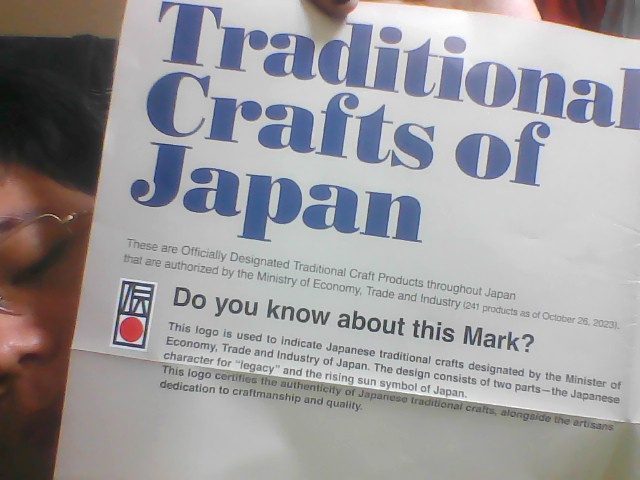 Traditional
Crafts of
Japan
These are Officially Designated Traditional Craft Products throughout Japan
that are authorized by the Ministry of Economy, Trade and Industry (241 products as of October 26, 2023).
Do you know about this Mark?
This logo is used to indicate Japanese traditional crafts designated by the Minister of
Economy, Trade and Industry of Japan. The design consists of two parts—the Japanese
character for "legacy" and the rising sun symbol of Japan.
This logo certifies the authenticity of Japanese traditional crafts, alongside the artisans
dedication to craftmanship and quality.